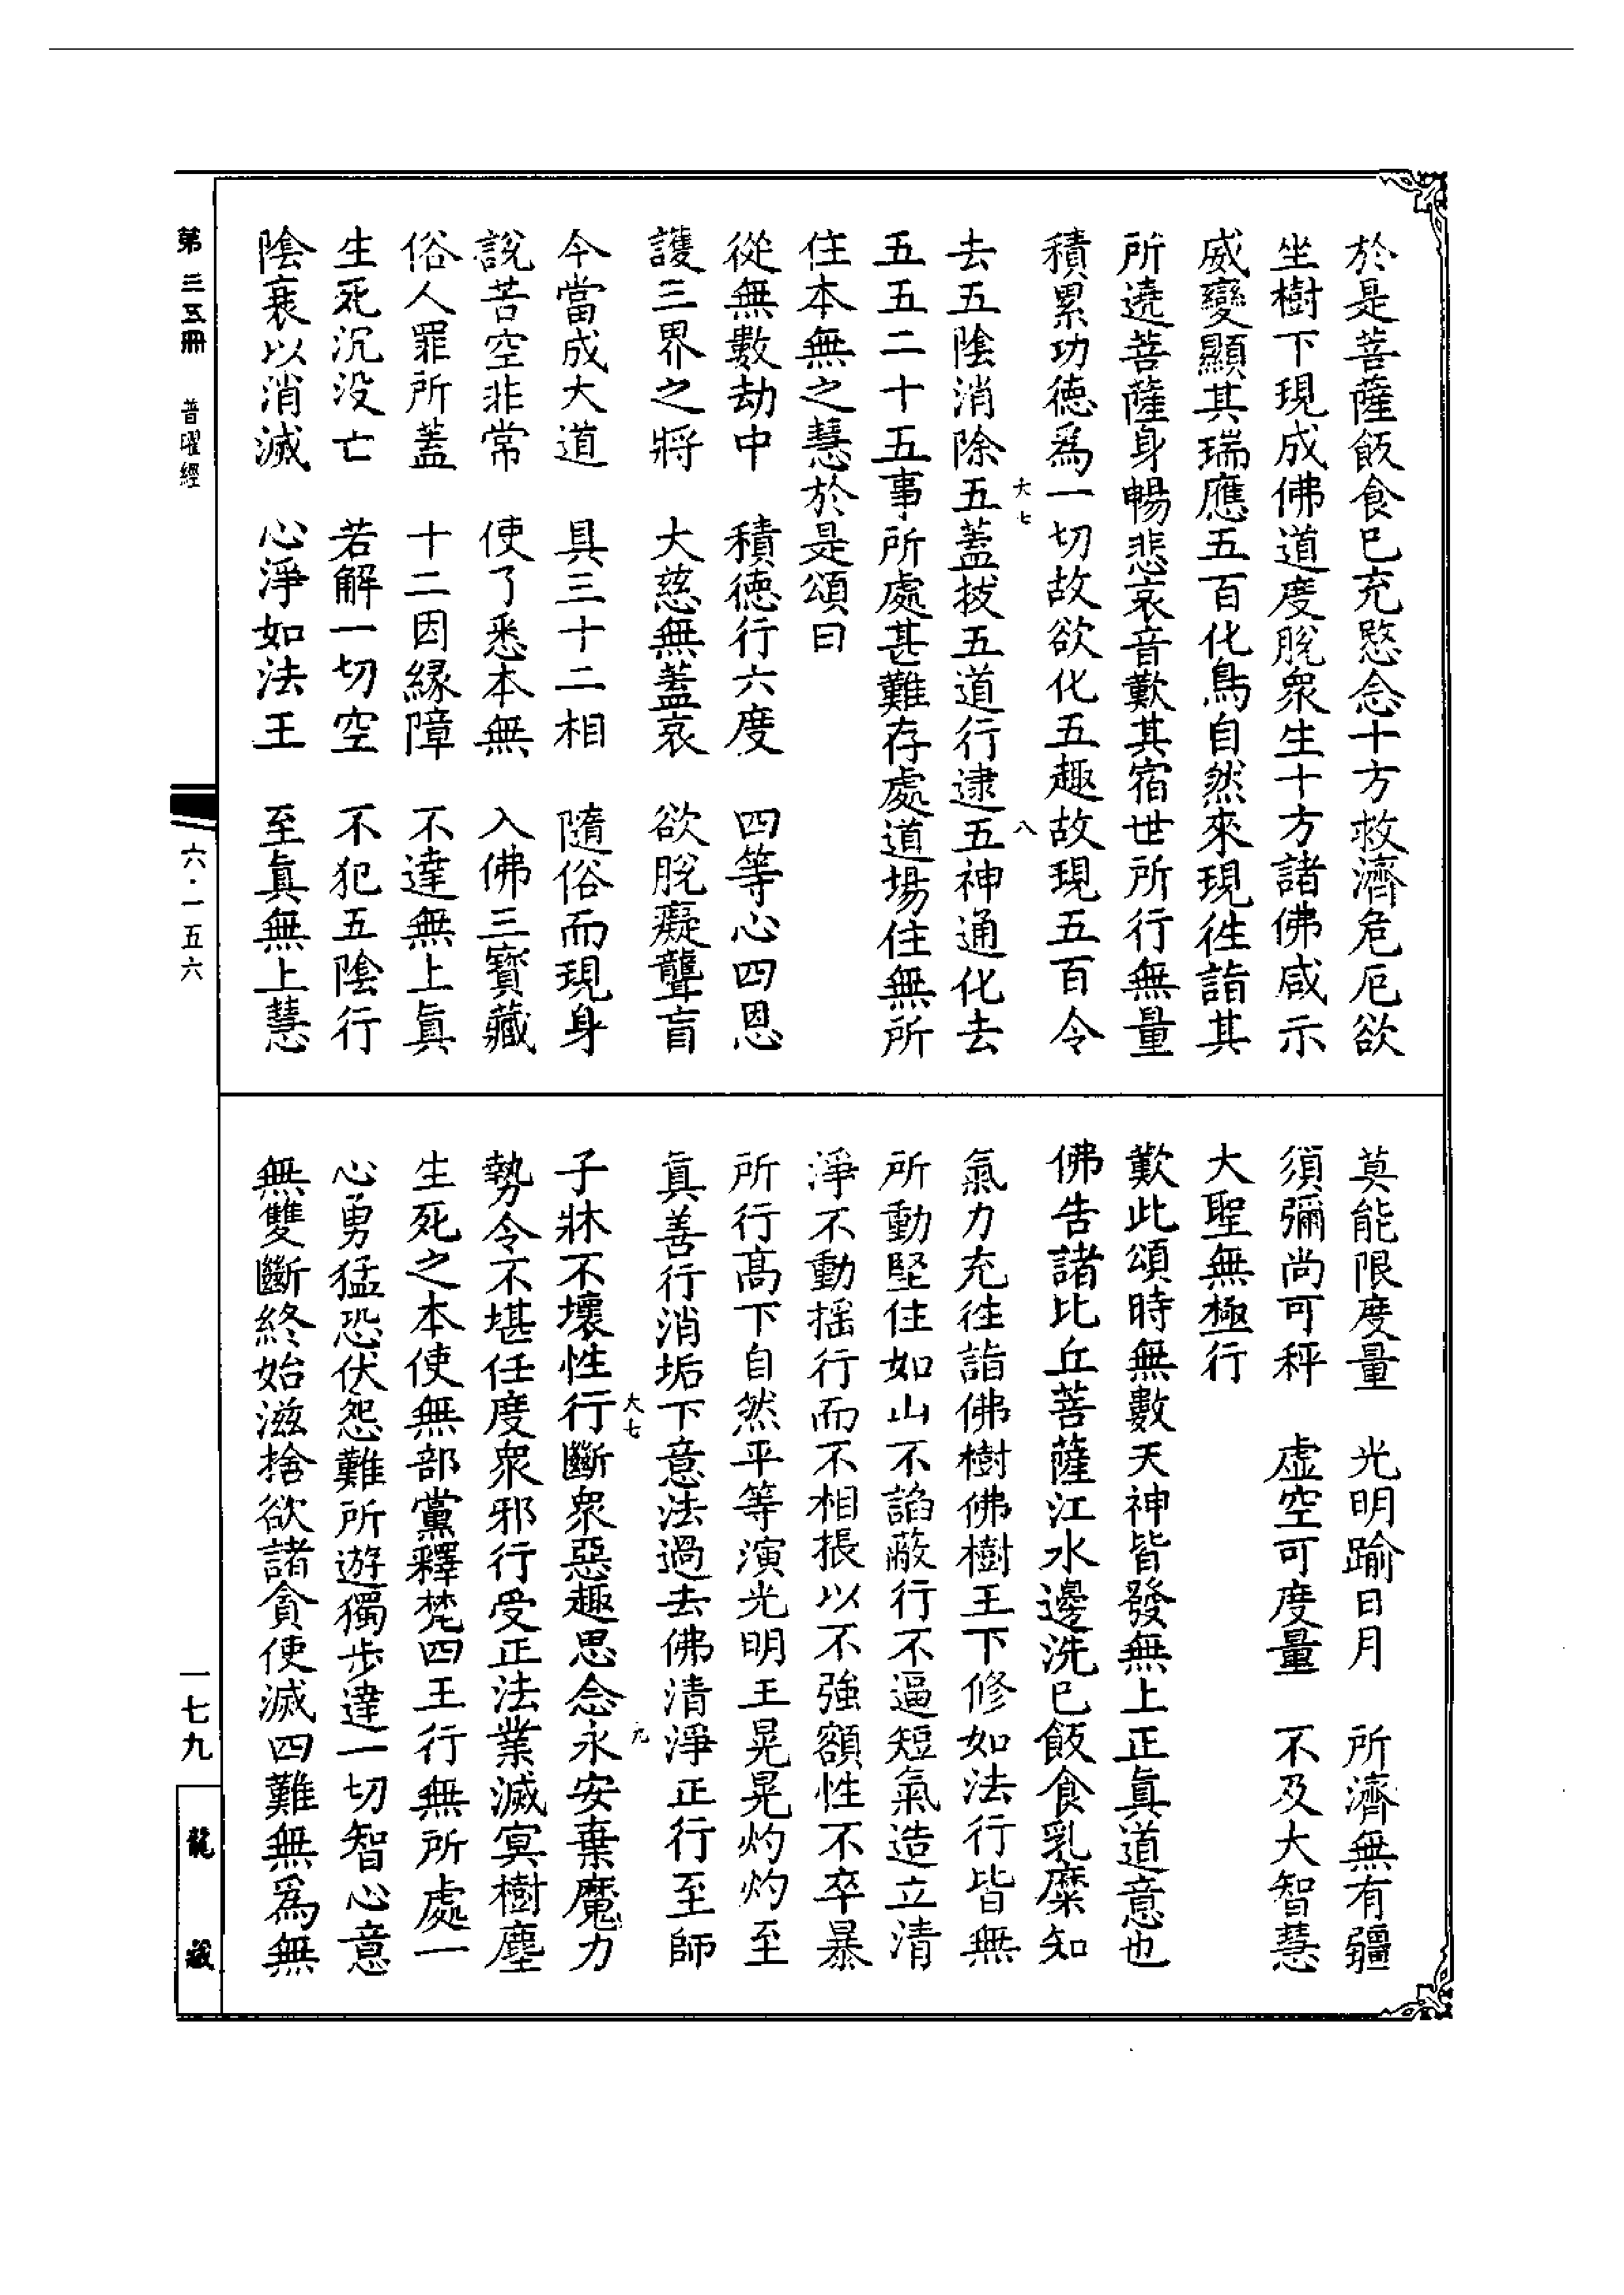 於是菩薩飯食已充愍念十方救濟危厄欲
坐樹下現成佛道度脫衆生十方諸佛咸示
威變顯其瑞應五百化鳥自然來現徃詣其
所遶菩薩身暢悲哀音歎其宿世所行無量
積累功德爲一切故欲化五趣故現五百令
大七
八
去五陰消除五蓋拔五道行逮五神通化去
五五二十五事所處甚難存處道場住無所
住本無之慧於是頌曰
從無數劫中　積德行六度　四等心四恩
護三界之將　大慈無蓋哀　欲脫癡聾盲
今當成大道　具三十二相　隨俗而現身
說苦空非常　使了悉本無　入佛三寳藏
俗人罪所蓋　十二因緣障　不達無上眞
生死沉没亡　若解一切空　不犯五陰行
陰衰以消滅　心淨如法王　至眞無上慧
莫能限度量　光明踰日月　所濟無有疆
須彌尚可秤　虛空可度量　不及大智慧
大聖無極行
歎此頌時無數天神皆發無上正眞道意也
佛告諸比丘菩薩江水邊洗已飯食乳糜知
氣力充徃詣佛樹佛樹王下修如法行皆無
所動堅住如山不諂蔽行不逼短氣造立清
淨不動揺行而不相掁以不強額性不卒暴
所行高下自然平等演光明王晃晃灼灼至
眞善行消垢下意法過去佛清淨正行至師
大七
九
子牀不壞性行斷衆惡趣思念永安棄魔力
勢令不堪任度衆邪行受正法業滅冥樹塵
生死之本使無部黨釋梵四王行無所處一
心勇猛恐伏怨難所遊獨步達一切智心意
無雙斷終始滋捨欲諸貪使滅四難無爲無
第三五冊　普曜經
六·一五六
一七九
龍藏